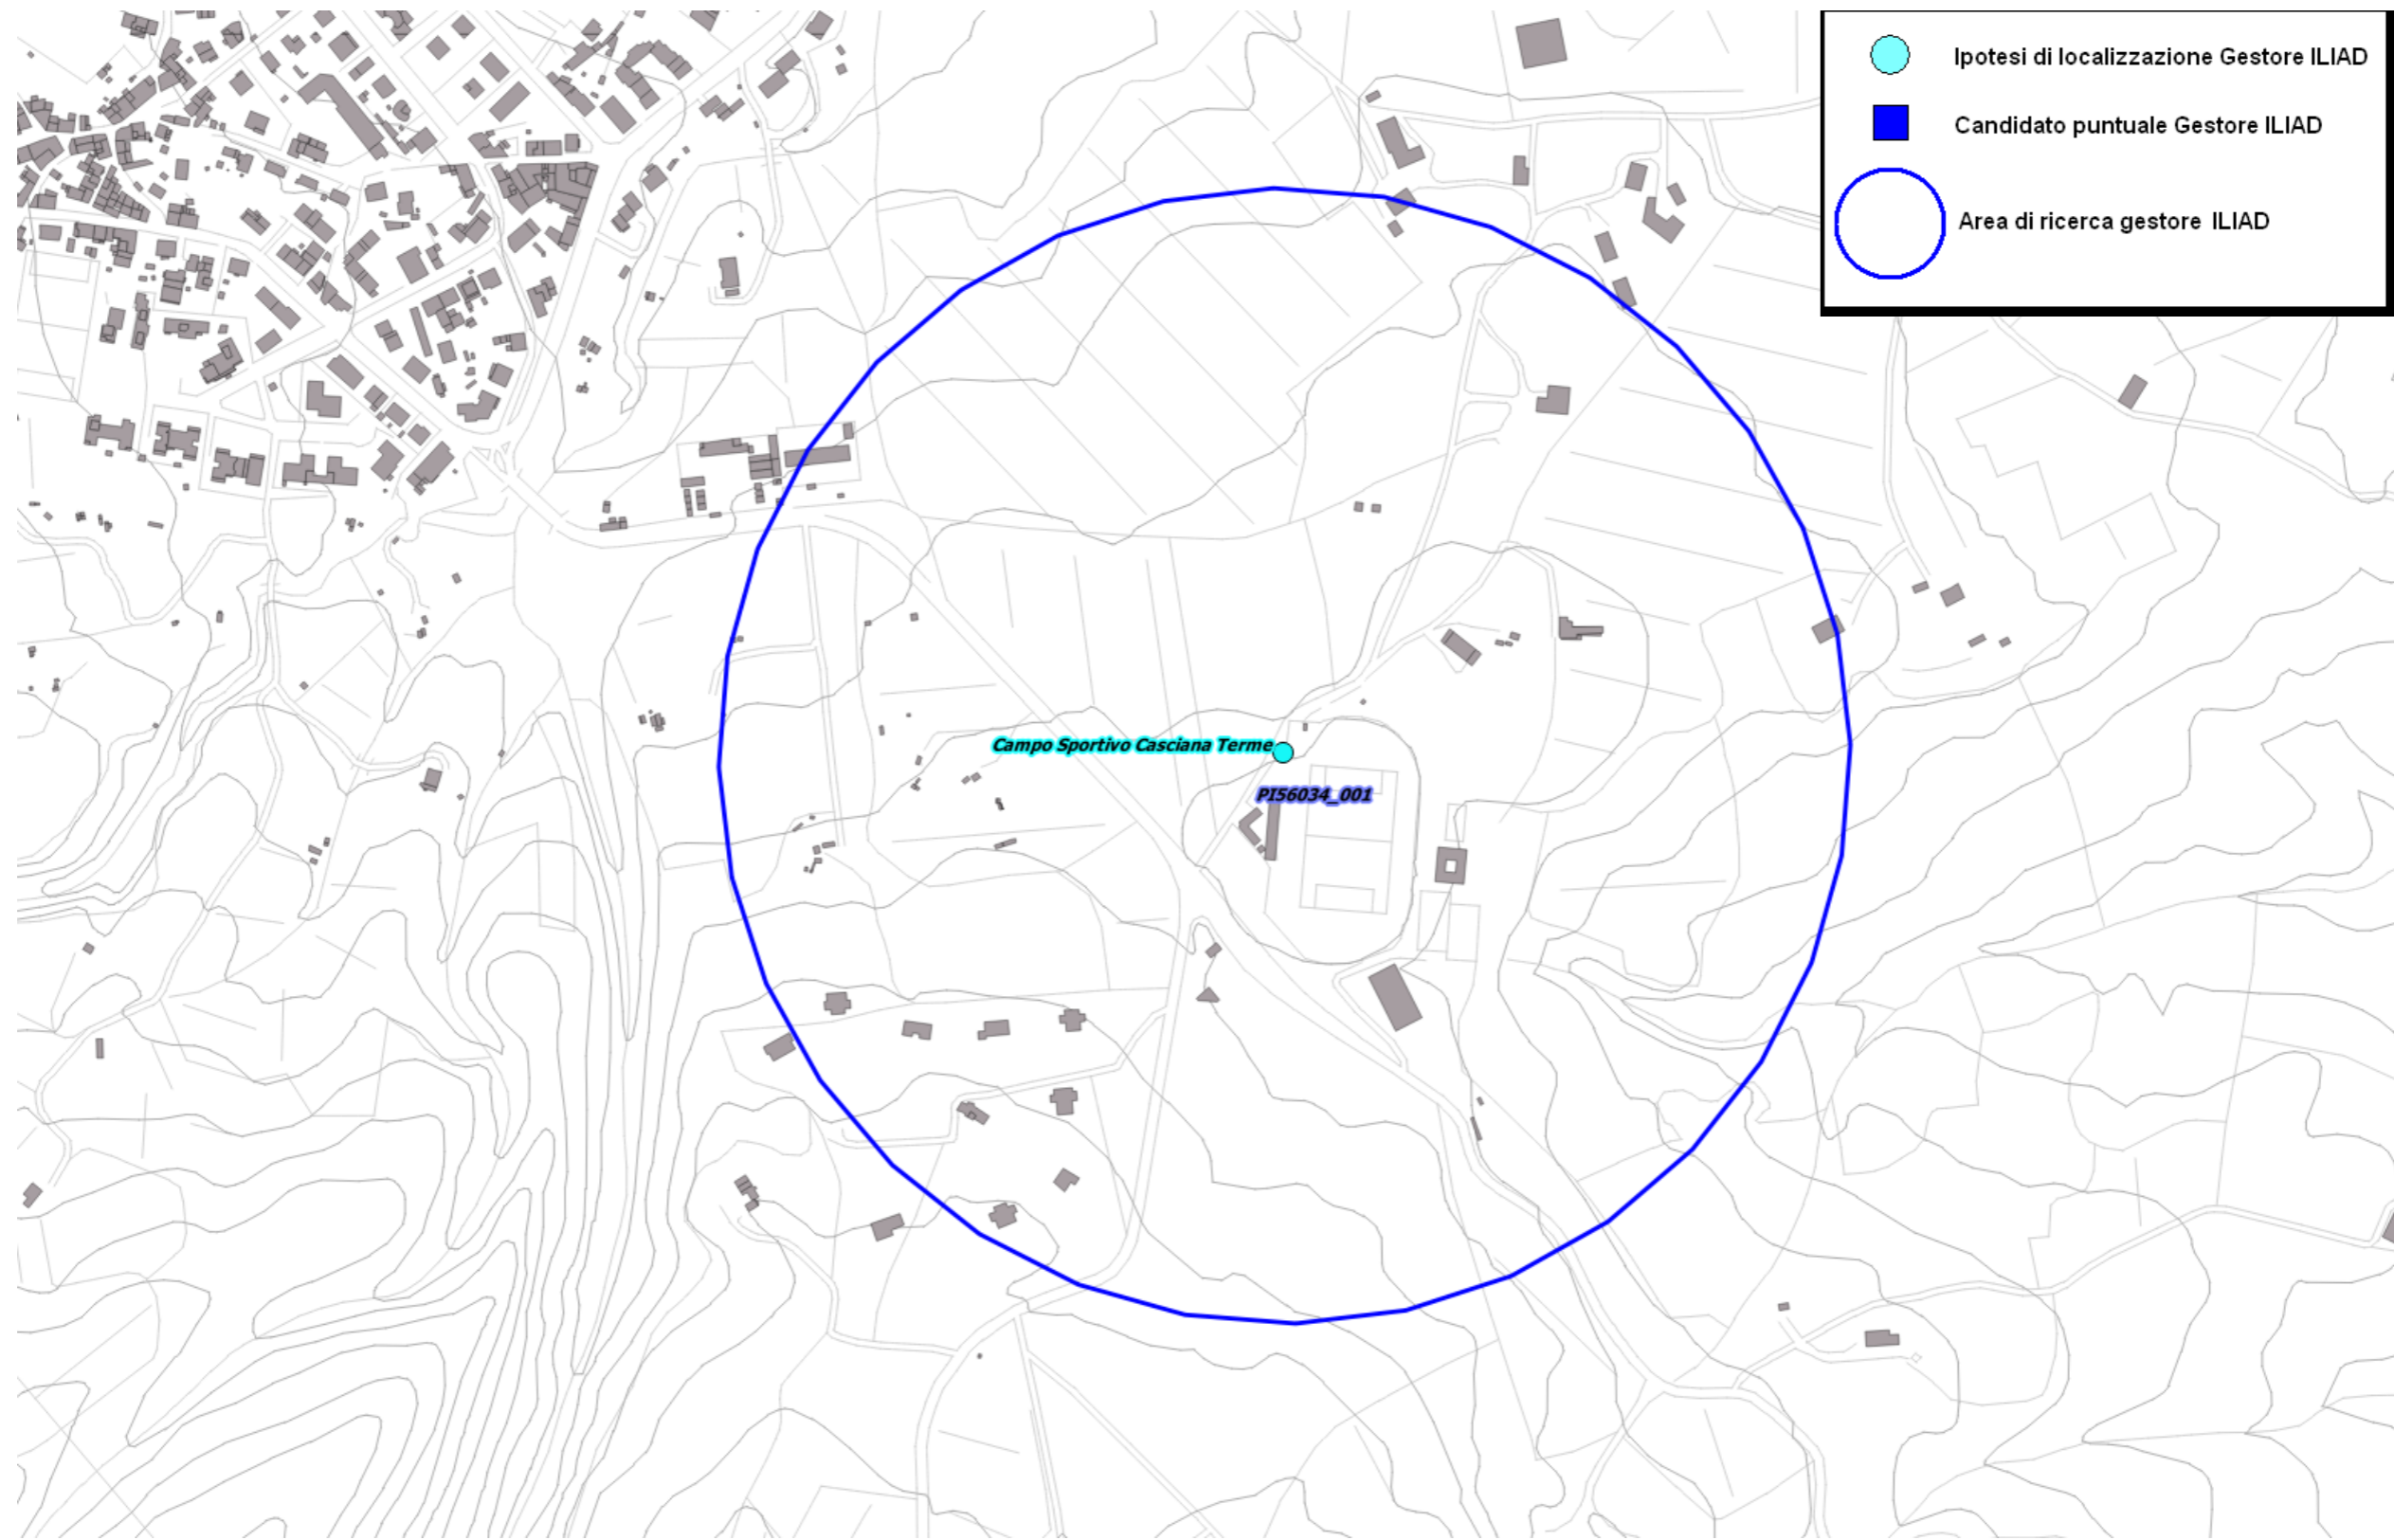 Ipotesi di localizzazione Gestore ILIAD
Candidato puntuale Gestore ILIAD
Area di ricerca gestore ILIAD
Campo Sportivo Casciana Terme
PI56034_001